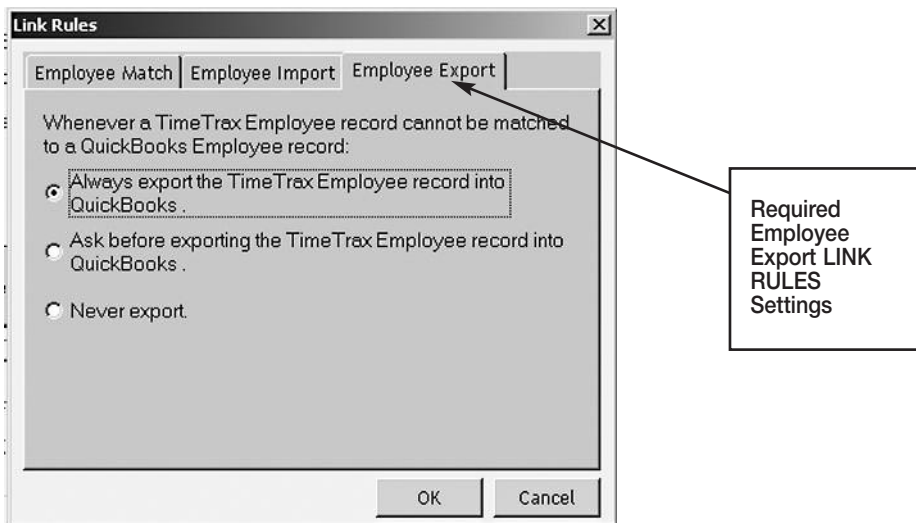 Link Rules
Employee Match
Employee Import
Employee Export
Whenever a TimeTrax Employee record cannot be matched
to a QuickBooks Employee record:
Always export the TimeTrax Employee record into
QuickBooks .
Ask before exporting the TimeTrax Employee record into
QuickBooks .
Never export.
OK
Cancel
Required
Employee
Export LINK
RULES
Settings